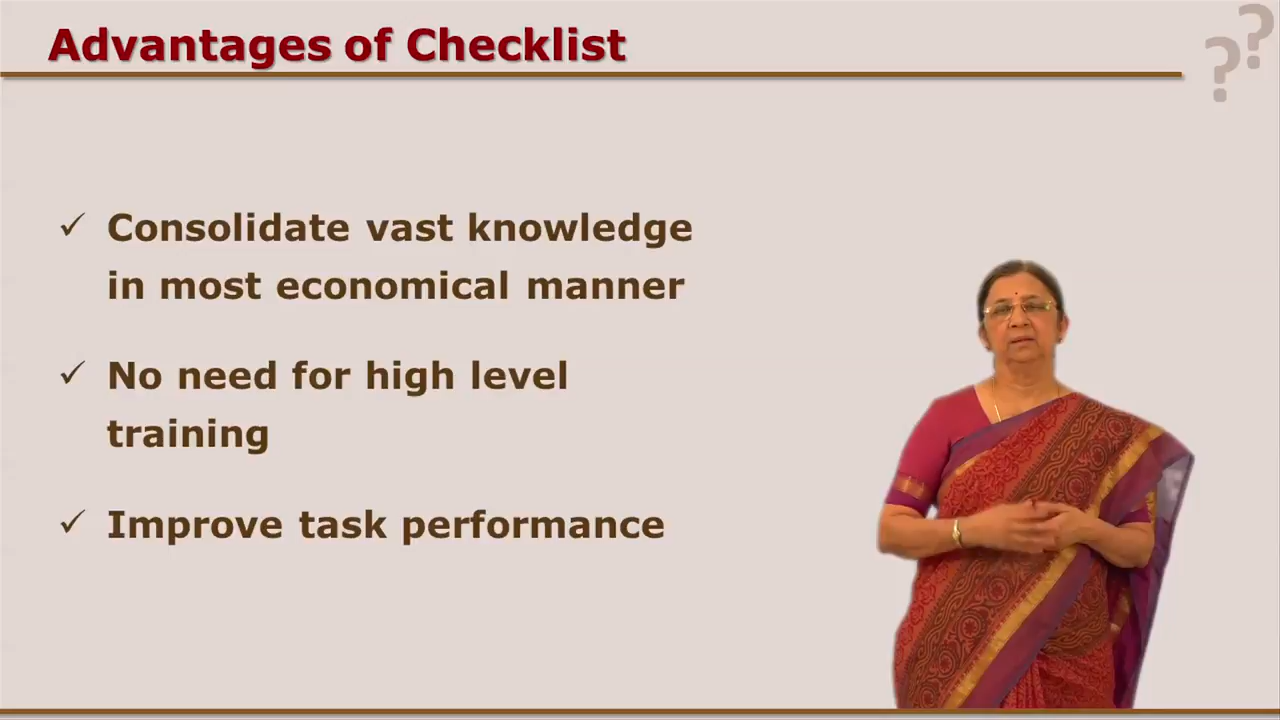 Advantages of Checklist
??
✓ Consolidate vast knowledge
in most economical manner
✓ No need for high level
training
✓ Improve task performance